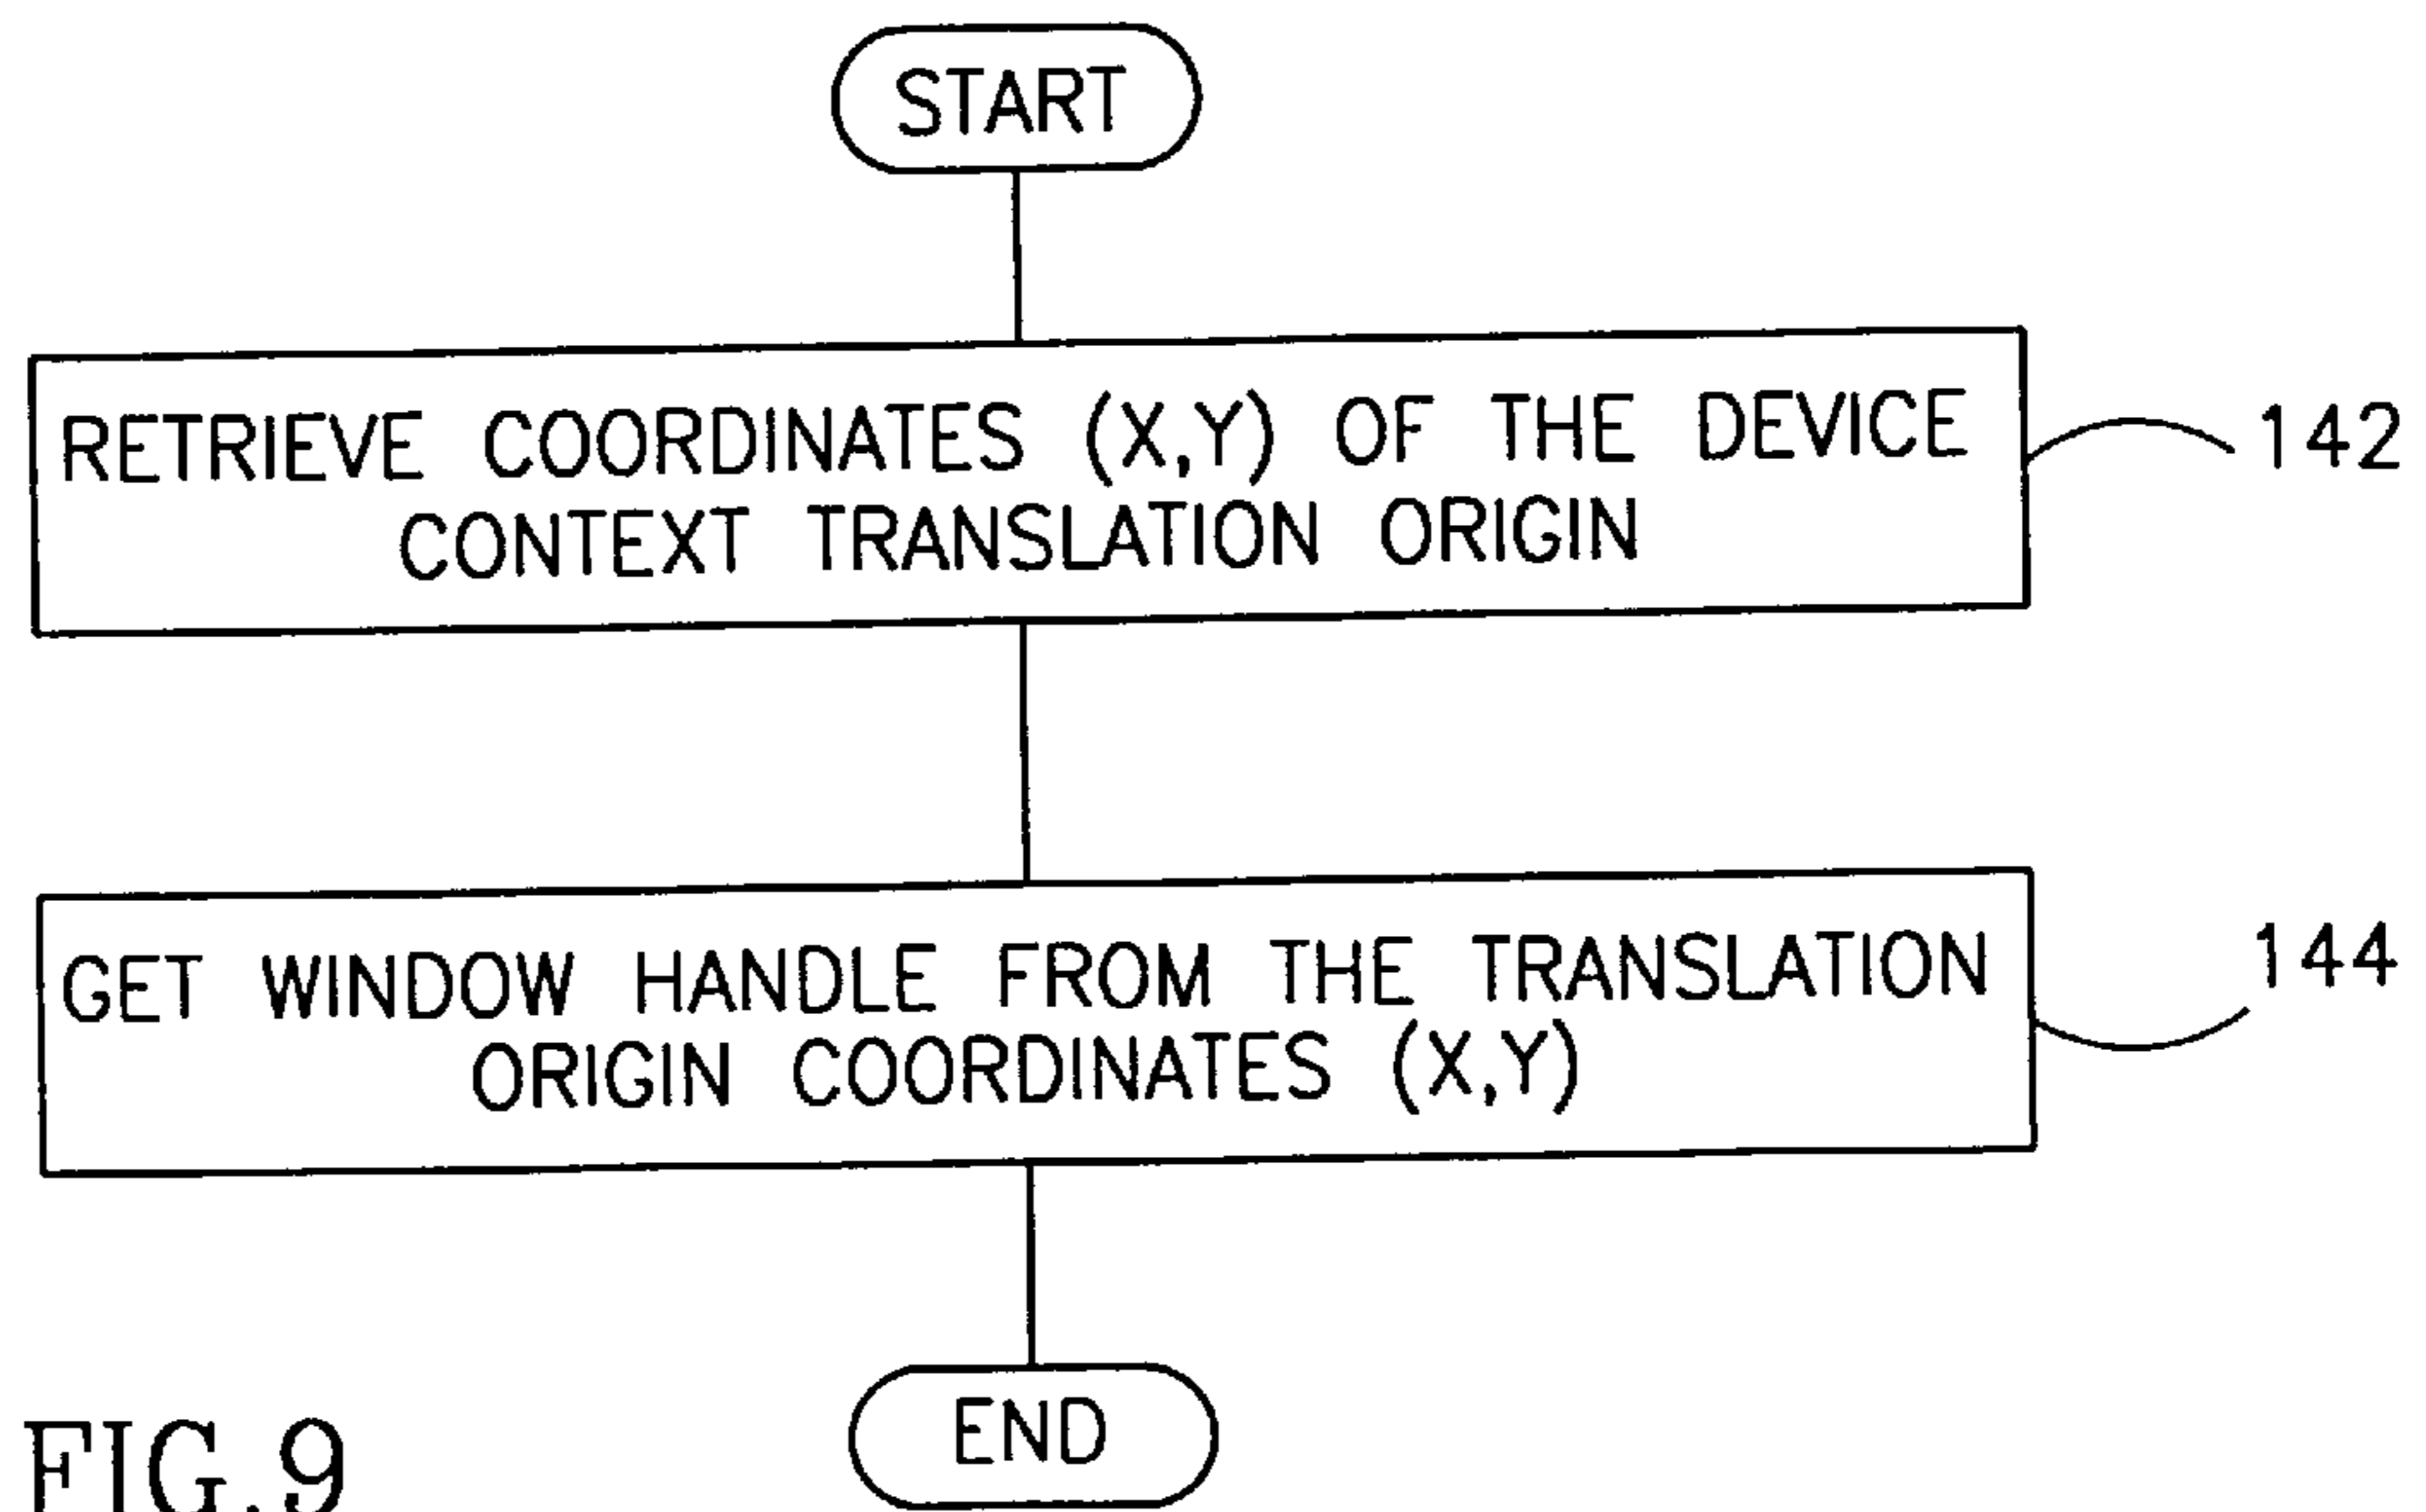 START
RETRIEVE COORDINATES (X,Y) OF THE DEVICE
CONTEXT TRANSLATION ORIGIN
142
GET WINDOW HANDLE FROM THE TRANSLATION
ORIGIN COORDINATES (X,Y)
144
END
FIG.9